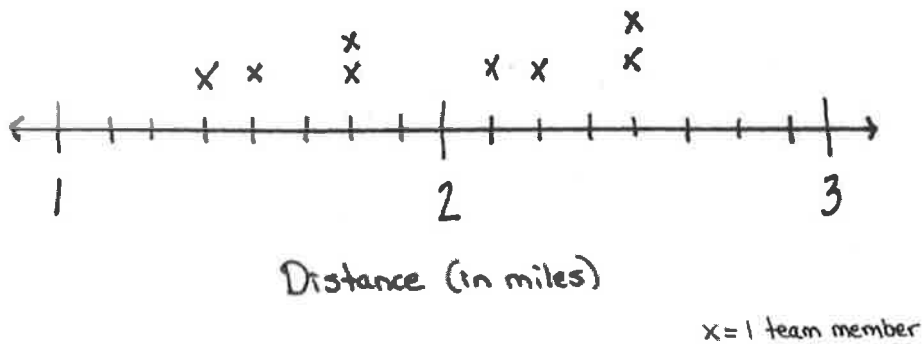 x
x x
x x x x x x
1 2 3
Distance (in miles)
x = 1 team member